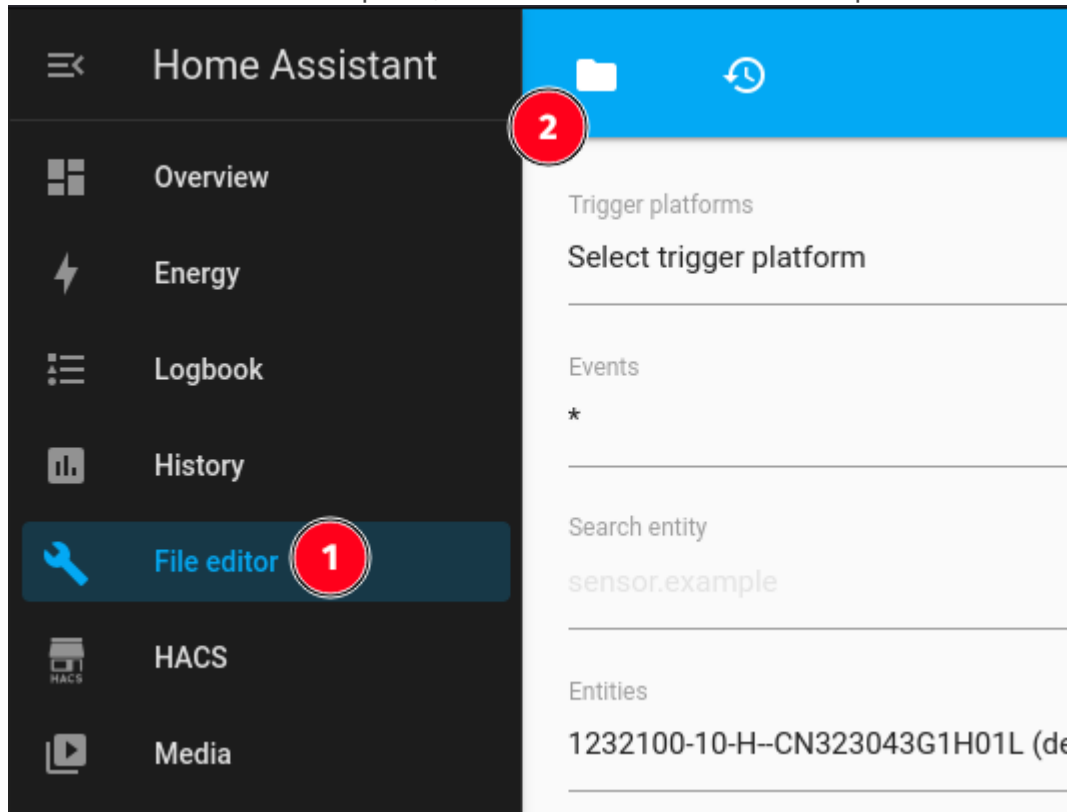 Home Assistant
2
Overview
Energy
Logbook
History
File editor 1
HACS
HACS
Media
Trigger platforms
Select trigger platform
Events
*
Search entity
sensor.example
Entities
1232100-10-H--CN323043G1H01L (de